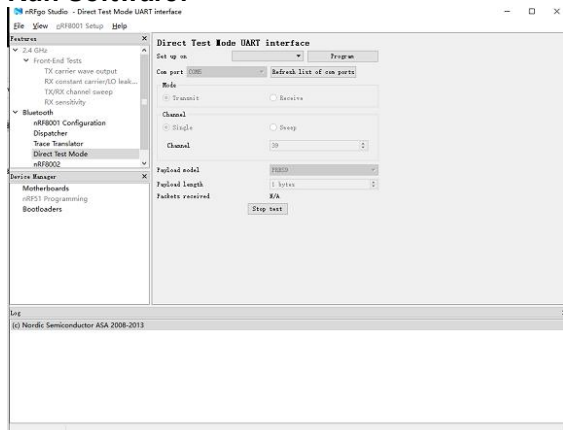 nRFgo Studio - Direct Test Mode UART interface
File View nRF8001 Setup Help
Features
2.4 GHz
Front-End Tests
TX carrier wave output
RX constant carrier/LO leak...
TX/RX channel sweep
RX sensitivity
Bluetooth
nRF8001 Configuration
Dispatcher
Trace Translator
Direct Test Mode
nRF8002
Device Manager
Motherboards
nRF51 Programming
Bootloaders
Direct Test Mode UART interface
Set up on
Program
Com port COM5 Refresh list of com ports
Mode
Transmit Receive
Channel
Single Sweep
Channel 39
Payload model PRBS9
Payload length 1 bytes
Packets received N/A
Stop test
Log
(c) Nordic Semiconductor ASA 2008-2013